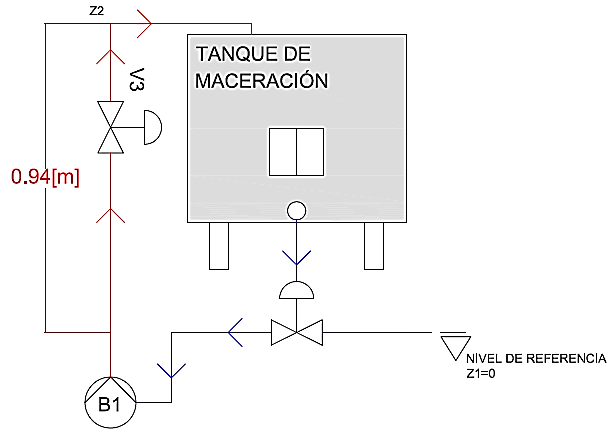 Z2
TANQUE DE
MACERACIÓN
V3
0.94[m]
NIVEL DE REFERENCIA
Z1=0
B1